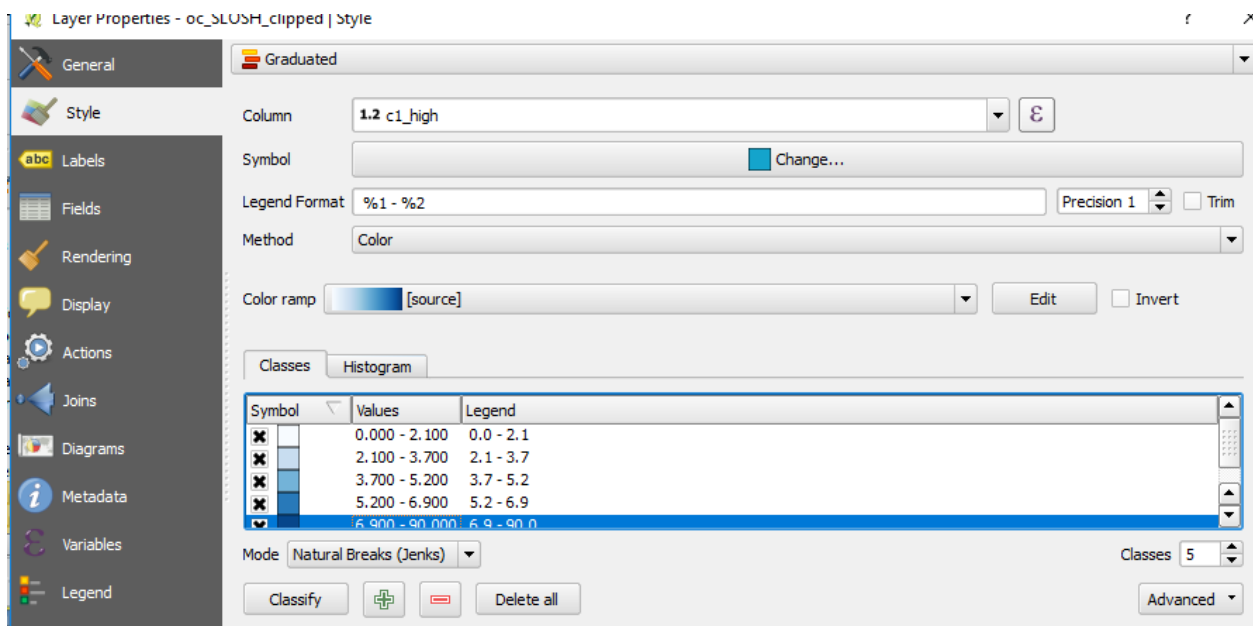 Layer Properties - oc_SLOSH_clipped | Style
General
Graduated
Style
Column 1.2 c1_high ε
abc Labels
Symbol Change...
Fields
Legend Format %1 - %2 Precision 1 Trim
Rendering
Method Color
Display
Color ramp [source] Edit Invert
Actions
Classes Histogram
Joins
Symbol Values Legend
0.000 - 2.100 0.0 - 2.1
Diagrams
2.100 - 3.700 2.1 - 3.7
3.700 - 5.200 3.7 - 5.2
Metadata
5.200 - 6.900 5.2 - 6.9
6.900 - 90.000 6.9 - 90.0
Variables
Mode Natural Breaks (Jenks) Classes 5
Legend
Classify Delete all Advanced